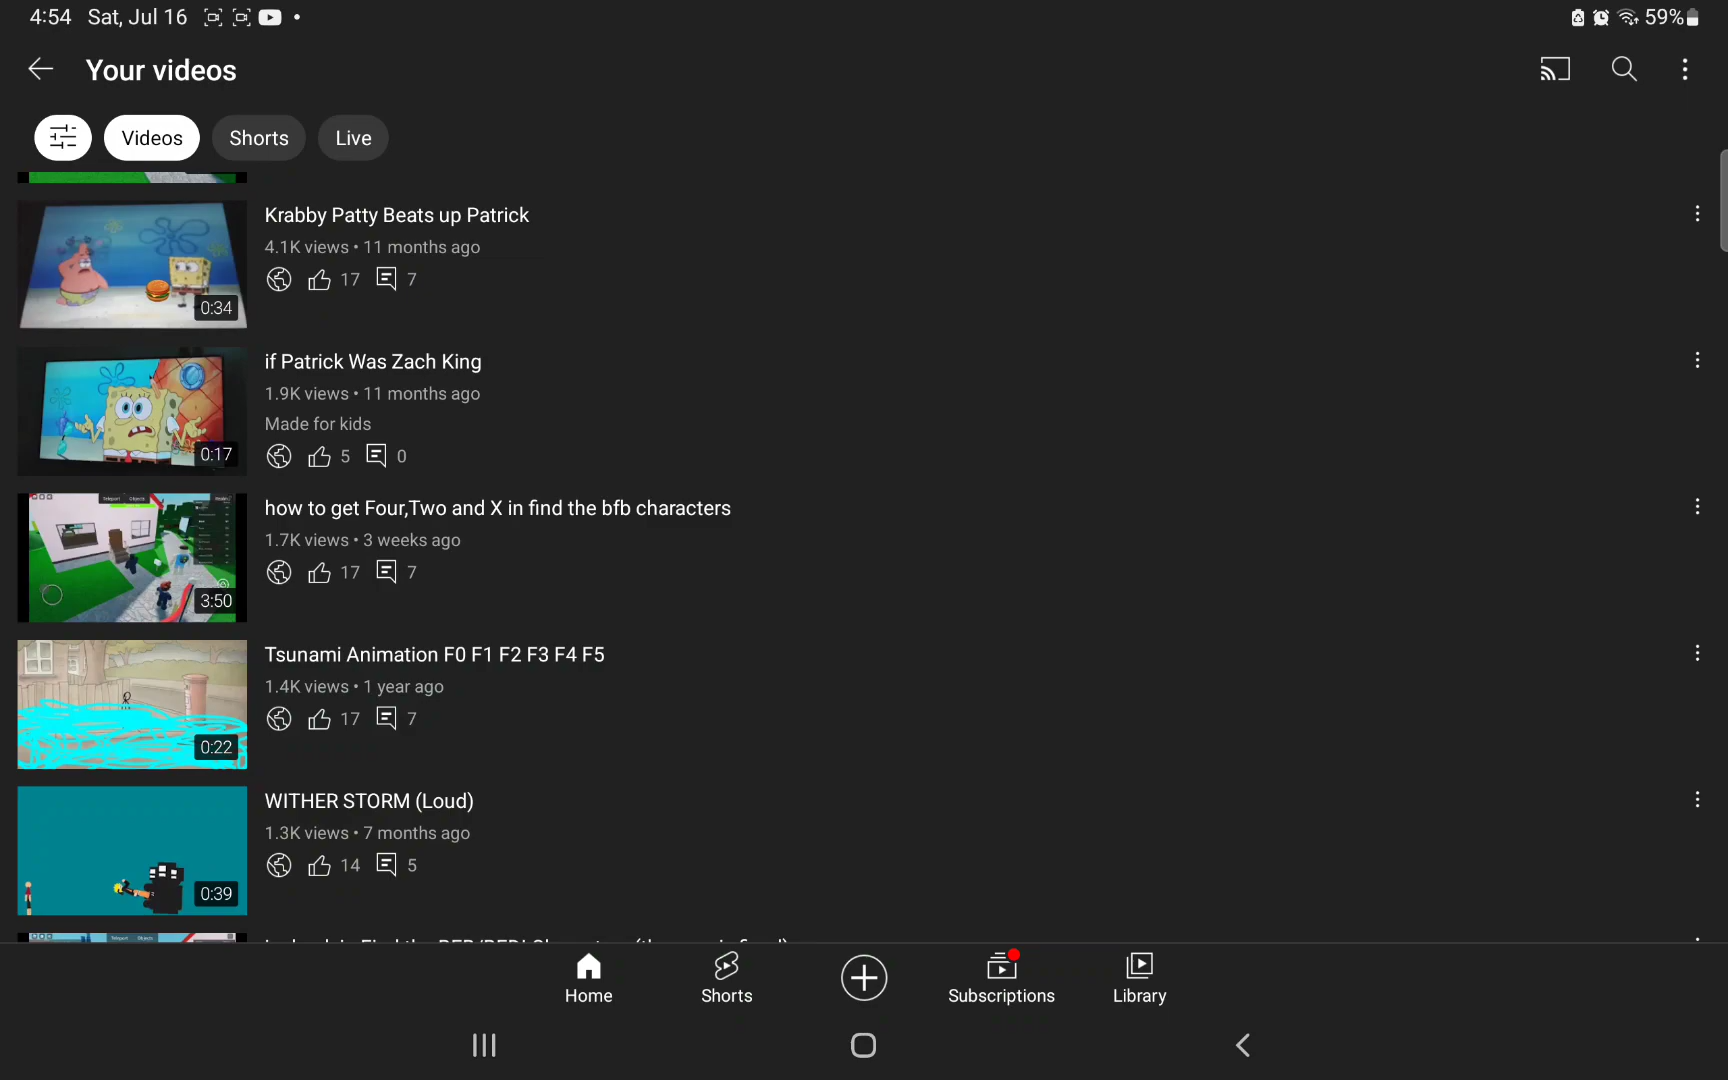 4:54 Sat, Jul 16
59%
Your videos
Videos
Shorts
Live
Krabby Patty Beats up Patrick
4.1K views • 11 months ago
17
7
0:34
if Patrick Was Zach King
1.9K views • 11 months ago
Made for kids
5
0
0:17
how to get Four,Two and X in find the bfb characters
1.7K views • 3 weeks ago
17
7
Teleport
Objects
3:50
Tsunami Animation F0 F1 F2 F3 F4 F5
1.4K views • 1 year ago
17
7
0:22
WITHER STORM (Loud)
1.3K views • 7 months ago
14
5
0:39
Home
Shorts
Subscriptions
Library